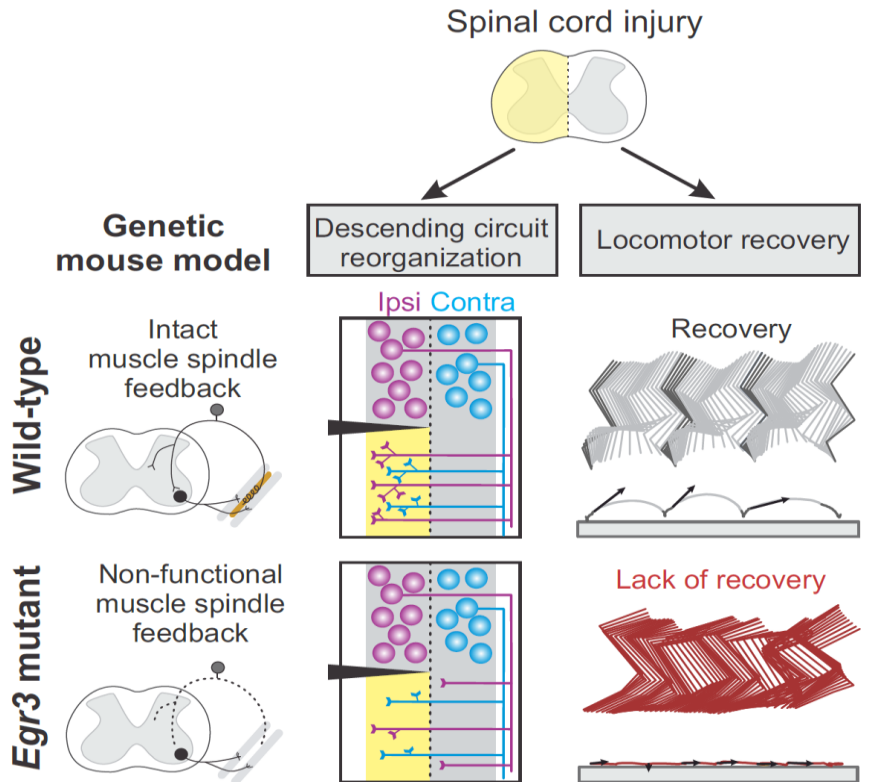 Spinal cord injury
Genetic
mouse model
Descending circuit
reorganization
Locomotor recovery
Wild-type
Intact
muscle spindle
feedback
Ipsi Contra
Recovery
Egr3 mutant
Non-functional
muscle spindle
feedback
Lack of recovery